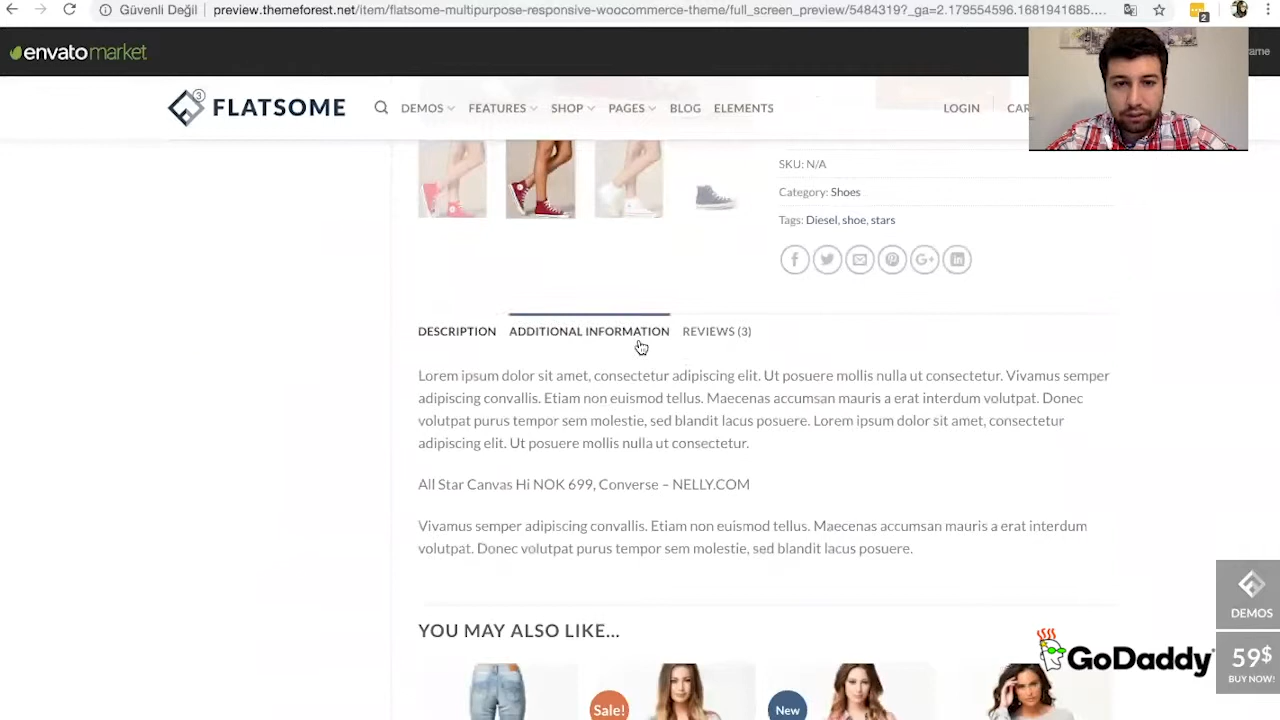 Güvenli Değil
preview.themeforest.net/item/flatsome-multipurpose-responsive-woocommerce-theme/full_screen_preview/5484319?_ga=2.179554596.1681941685....
2
envatomarket
ame
3
FLATSOME
DEMOS
FEATURES
SHOP
PAGES
BLOG
ELEMENTS
LOGIN
CAR
SKU: N/A
Category: Shoes
Tags: Diesel, shoe, stars
DESCRIPTION
ADDITIONAL INFORMATION
REVIEWS (3)
Lorem ipsum dolor sit amet, consectetur adipiscing elit. Ut posuere mollis nulla ut consectetur. Vivamus semper
adipiscing convallis. Etiam non euismod tellus. Maecenas accumsan mauris a erat interdum volutpat. Donec
volutpat purus tempor sem molestie, sed blandit lacus posuere. Lorem ipsum dolor sit amet, consectetur
adipiscing elit. Ut posuere mollis nulla ut consectetur.
All Star Canvas Hi NOK 699, Converse – NELLY.COM
Vivamus semper adipiscing convallis. Etiam non euismod tellus. Maecenas accumsan mauris a erat interdum
volutpat. Donec volutpat purus tempor sem molestie, sed blandit lacus posuere.
DEMOS
YOU MAY ALSO LIKE...
GoDaddy
59$
BUY NOW!
Sale!
New